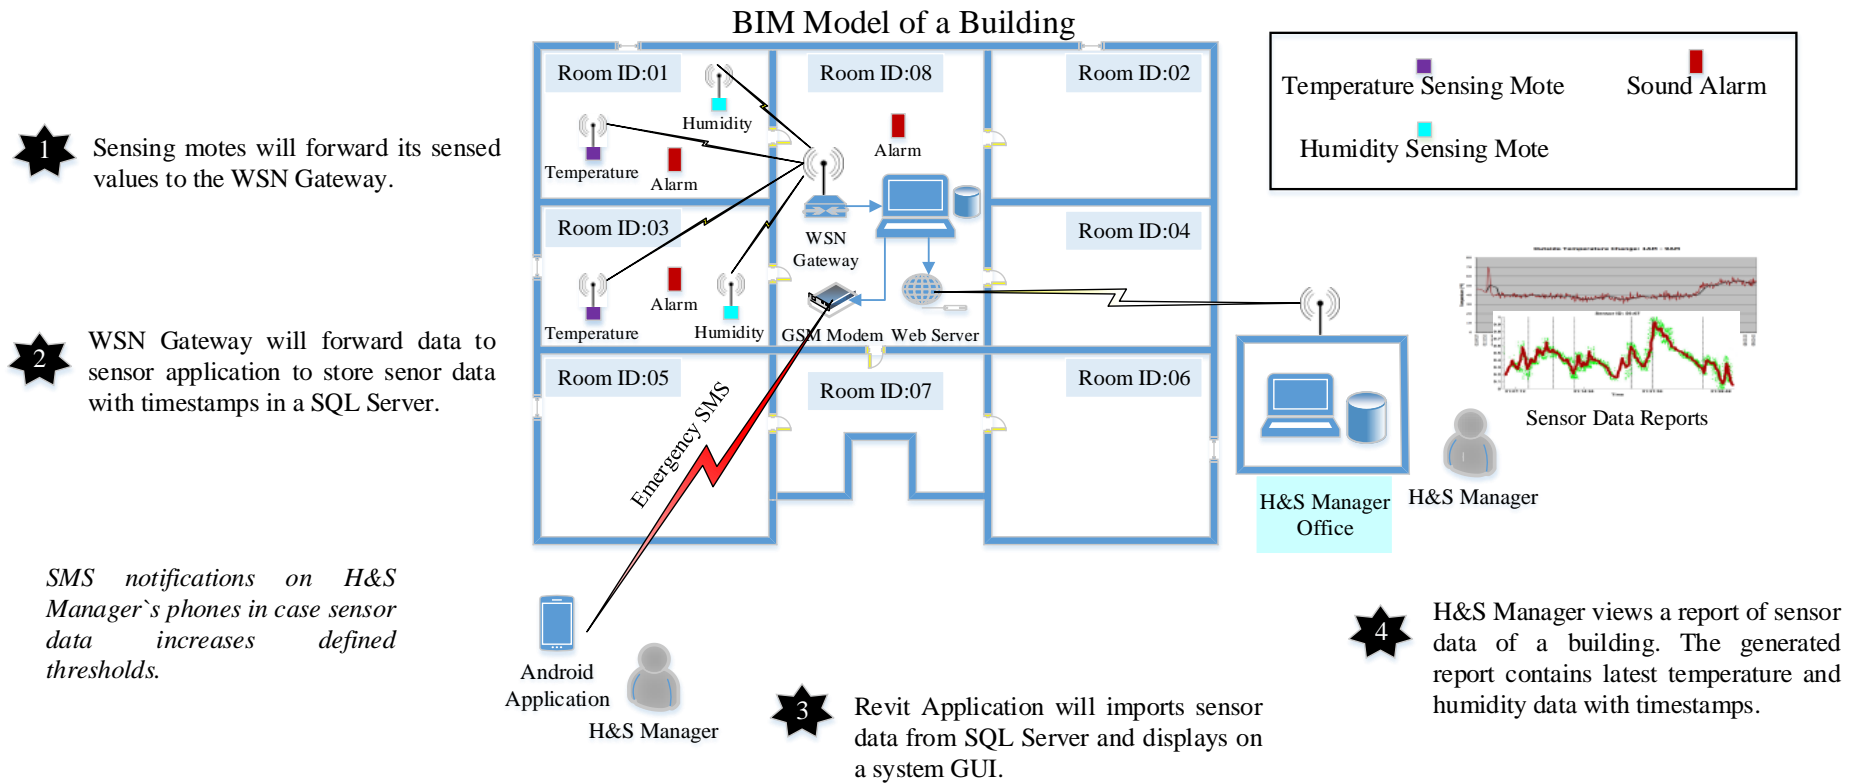 BIM Model of a Building
Room ID:01
Room ID:08
Room ID:02
Humidity
Temperature
Alarm
Alarm
WSN
Gateway
Room ID:03
Room ID:04
Temperature
Alarm
Humidity
GSM Modem
Web Server
Room ID:05
Room ID:07
Room ID:06
Emergency SMS
Temperature Sensing Mote
Sound Alarm
Humidity Sensing Mote
1
Sensing motes will forward its sensed
values to the WSN Gateway.
2
WSN Gateway will forward data to
sensor application to store senor data
with timestamps in a SQL Server.
SMS notifications on H&S
Manager`s phones in case sensor
data increases defined
thresholds.
Android
Application
H&S Manager
3
Revit Application will imports sensor
data from SQL Server and displays on
a system GUI.
H&S Manager
Office
H&S Manager
Outside Temperature Change: 1AM - 9AM
Time
Sensor Data Reports
4
H&S Manager views a report of sensor
data of a building. The generated
report contains latest temperature and
humidity data with timestamps.